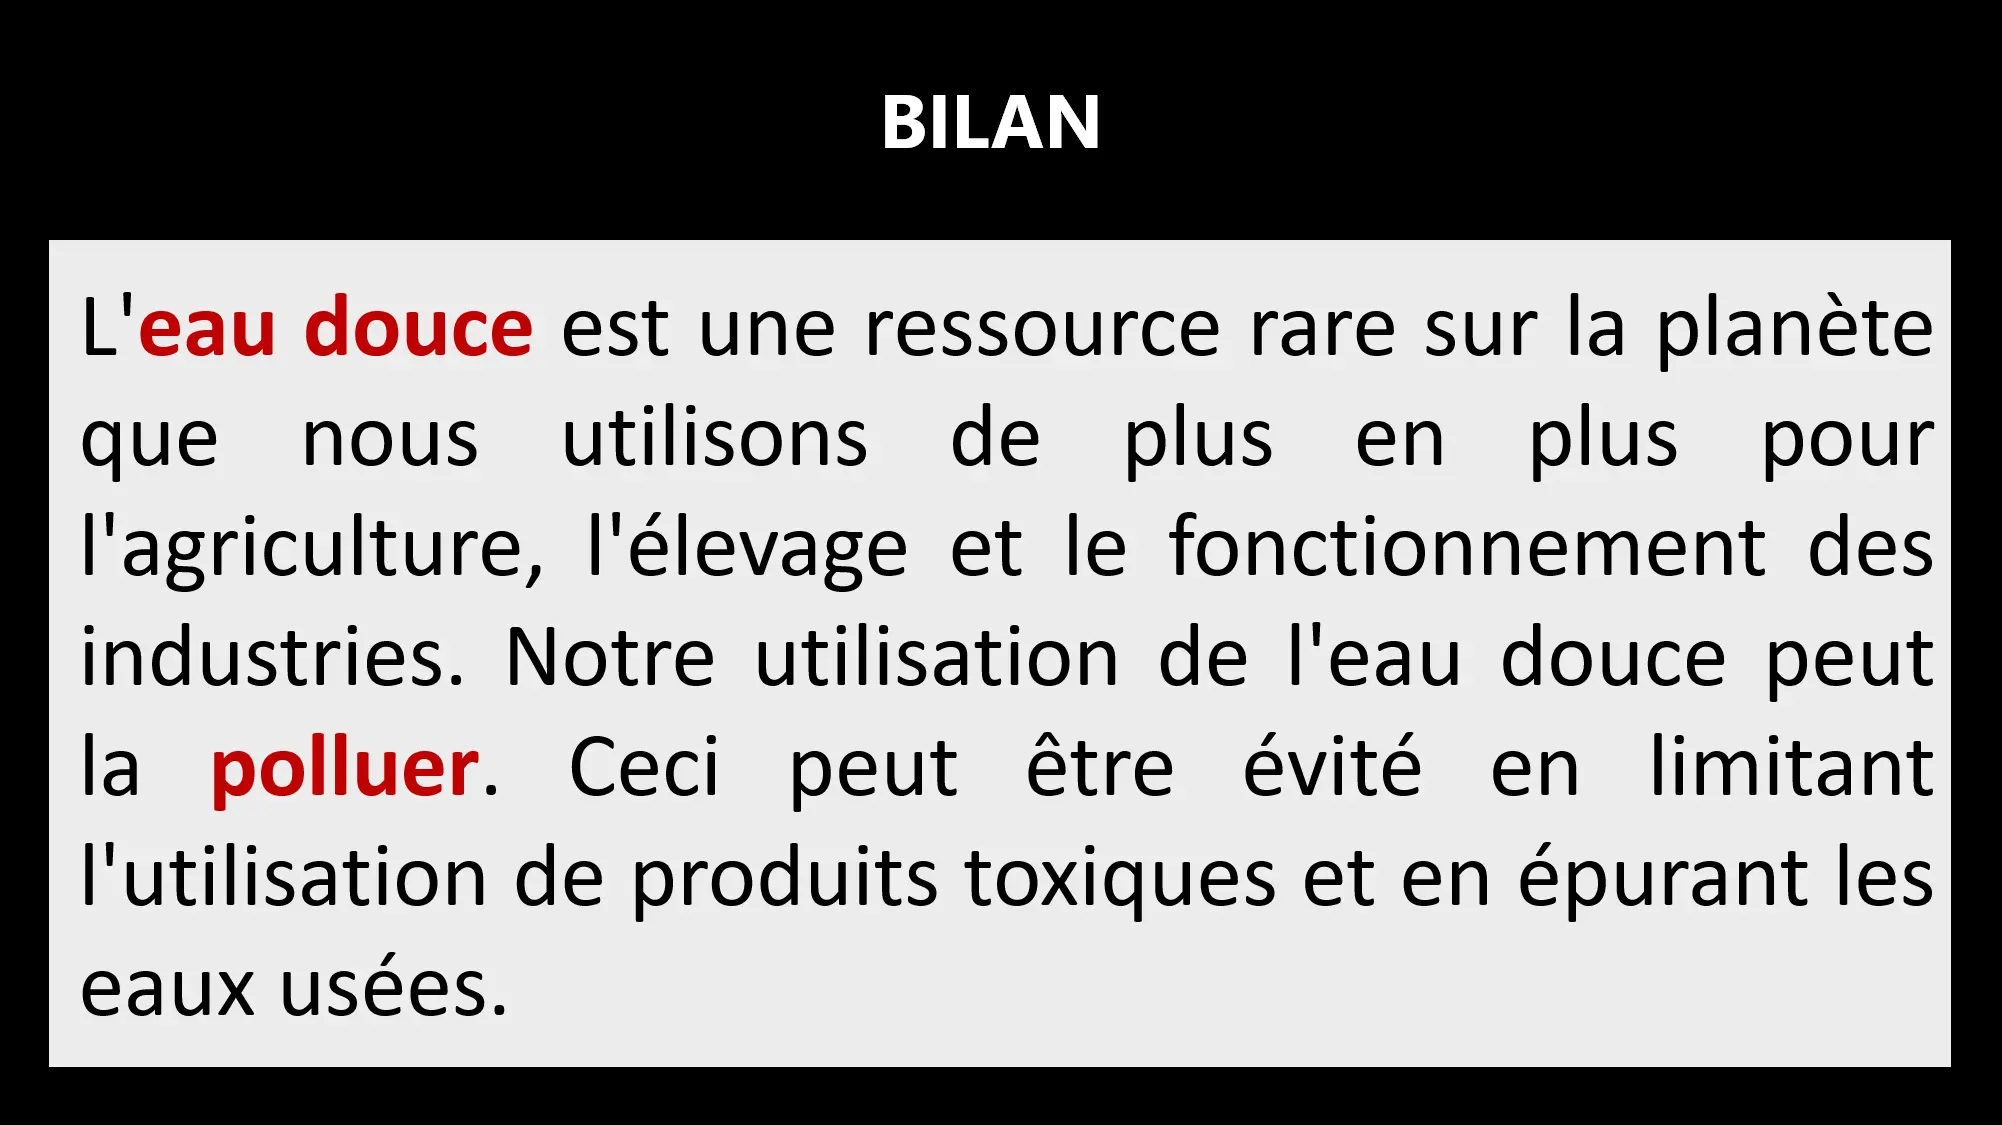 BILAN
L'eau douce est une ressource rare sur la planète
que nous utilisons de plus en plus pour
l'agriculture, l'élevage et le fonctionnement des
industries. Notre utilisation de l'eau douce peut
la polluer. Ceci peut être évité en limitant
l'utilisation de produits toxiques et en épurant les
eaux usées.